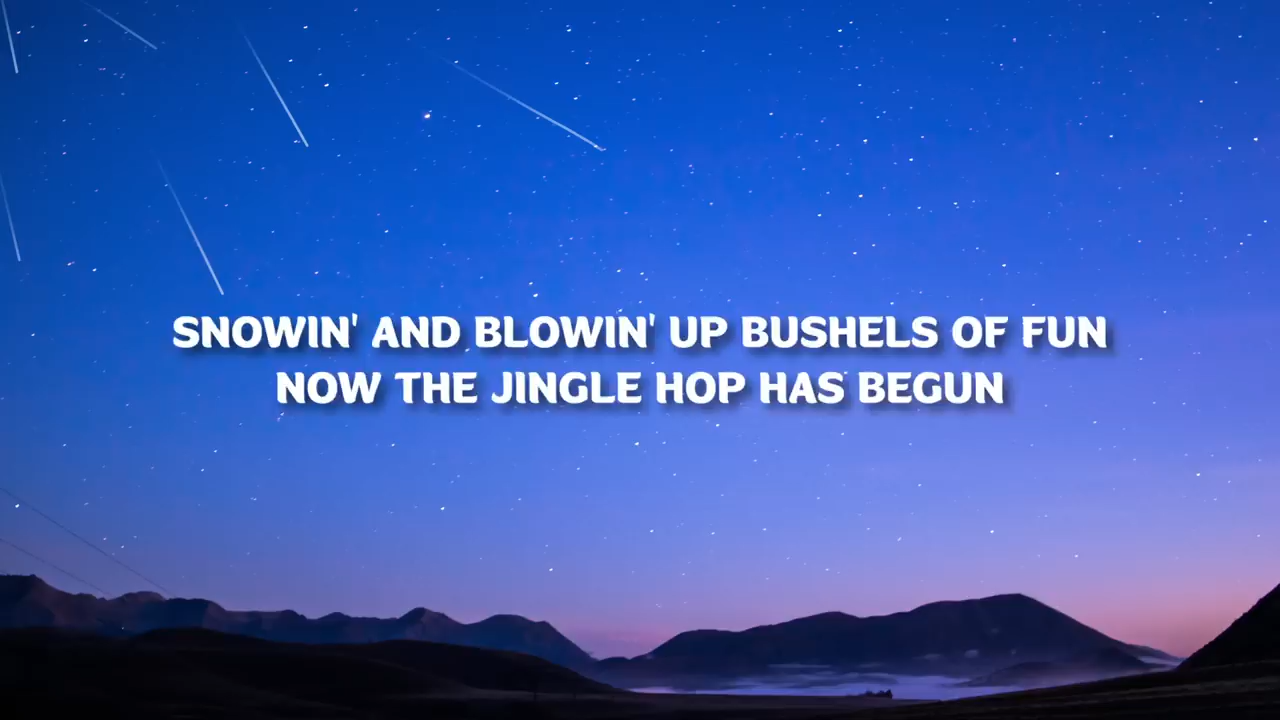 SNOWIN' AND BLOWIN' UP BUSHELS OF FUN
NOW THE JINGLE HOP HAS BEGUN